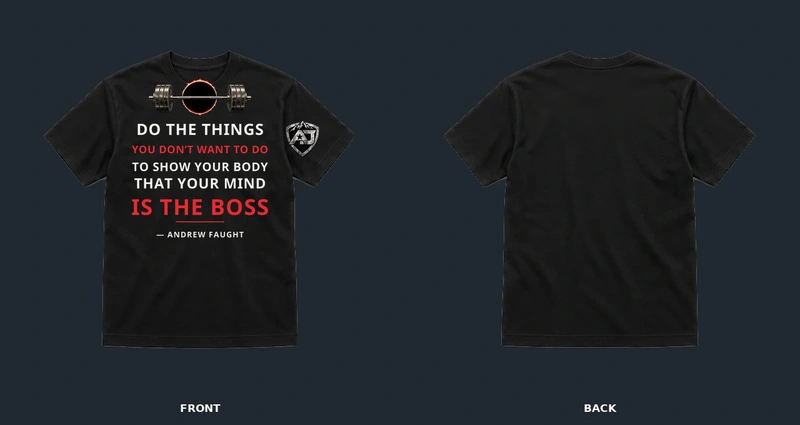 DO THE THINGS
YOU DON'T WANT TO DO
TO SHOW YOUR BODY
THAT YOUR MIND
IS THE BOSS
— ANDREW FAUGHT
AJ
FRONT
BACK